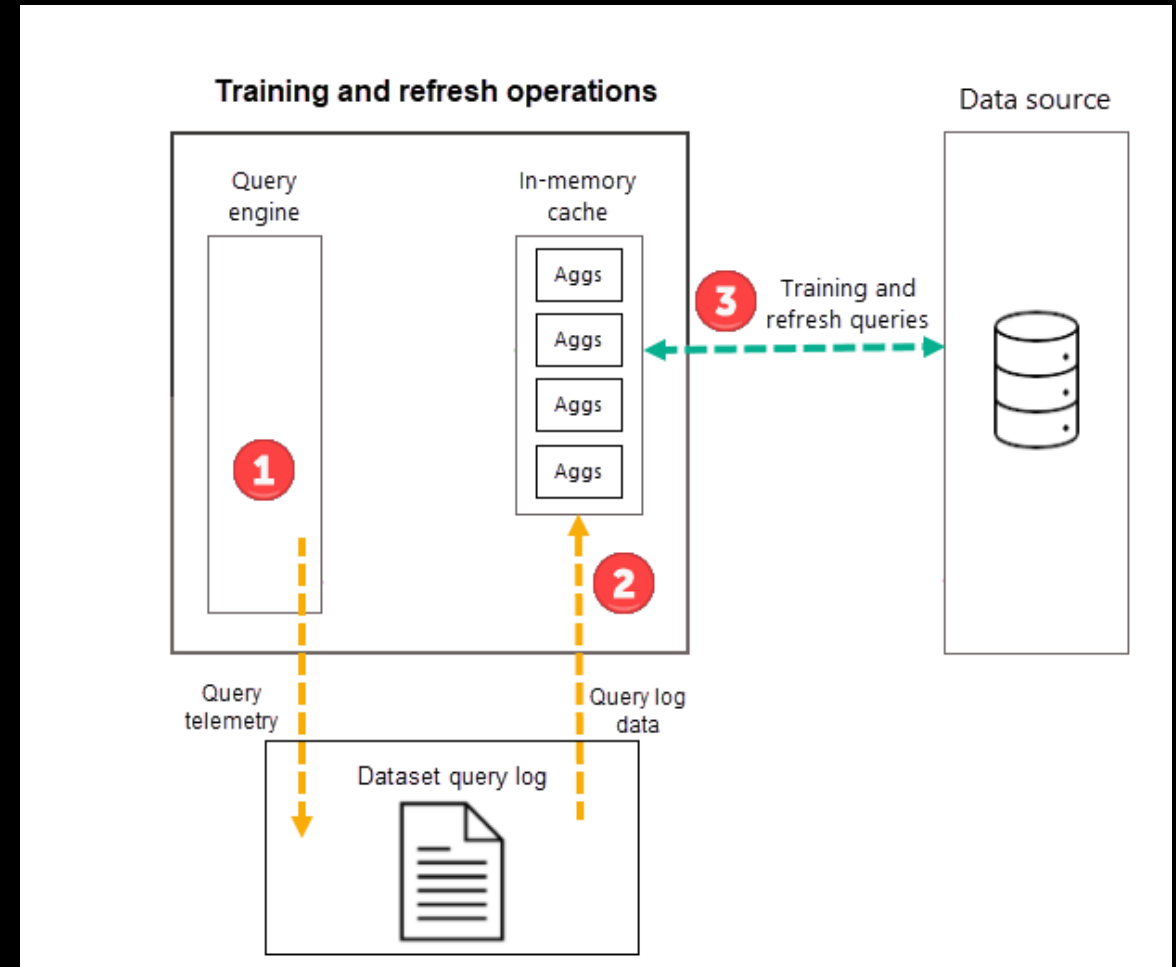 Training and refresh operations
Data source
Query
engine
In-memory
cache
Aggs
Aggs
Aggs
Aggs
1
2
3
Training and
refresh queries
Query
telemetry
Query log
data
Dataset query log